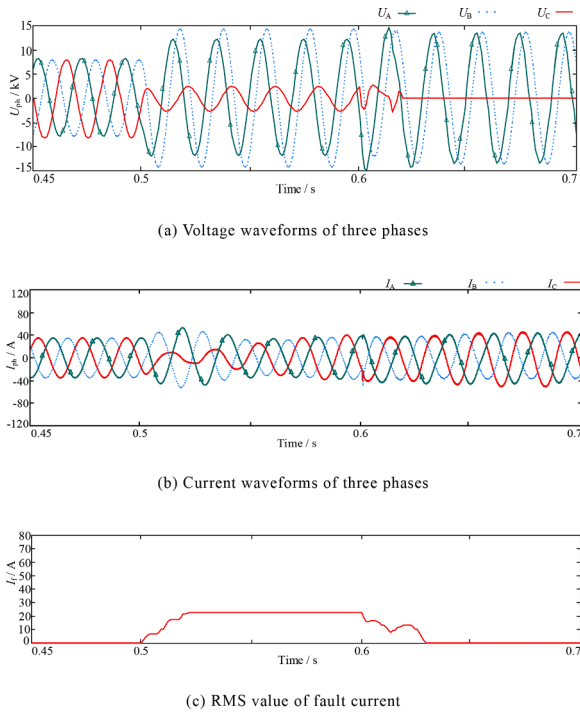 U_A U_B U_C
15
10
5
0
-5
-10
-15
U_ph / kV
0.45 0.5 0.6 0.7
Time / s
(a) Voltage waveforms of three phases
I_A I_B I_C
120
80
40
0
-40
-80
-120
I_ph / A
0.45 0.5 0.6 0.7
Time / s
(b) Current waveforms of three phases
80
70
60
50
40
30
20
10
0
I_f / A
0.45 0.5 0.6 0.7
Time / s
(c) RMS value of fault current